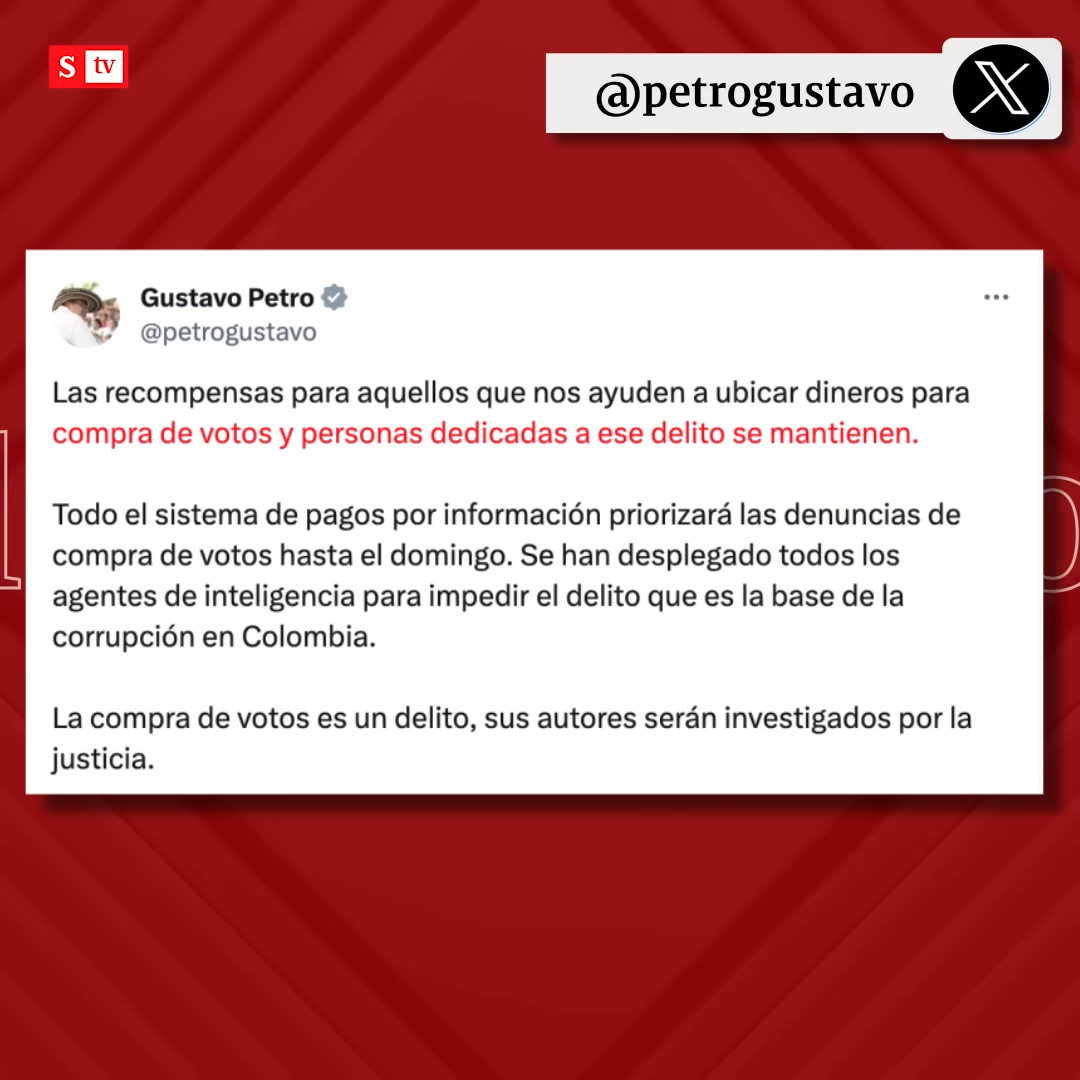 S tv
@petrogustavo
Gustavo Petro
@petrogustavo
Las recompensas para aquellos que nos ayuden a ubicar dineros para
compra de votos y personas dedicadas a ese delito se mantienen.
Todo el sistema de pagos por información priorizará las denuncias de
compra de votos hasta el domingo. Se han desplegado todos los
agentes de inteligencia para impedir el delito que es la base de la
corrupción en Colombia.
La compra de votos es un delito, sus autores serán investigados por la
justicia.